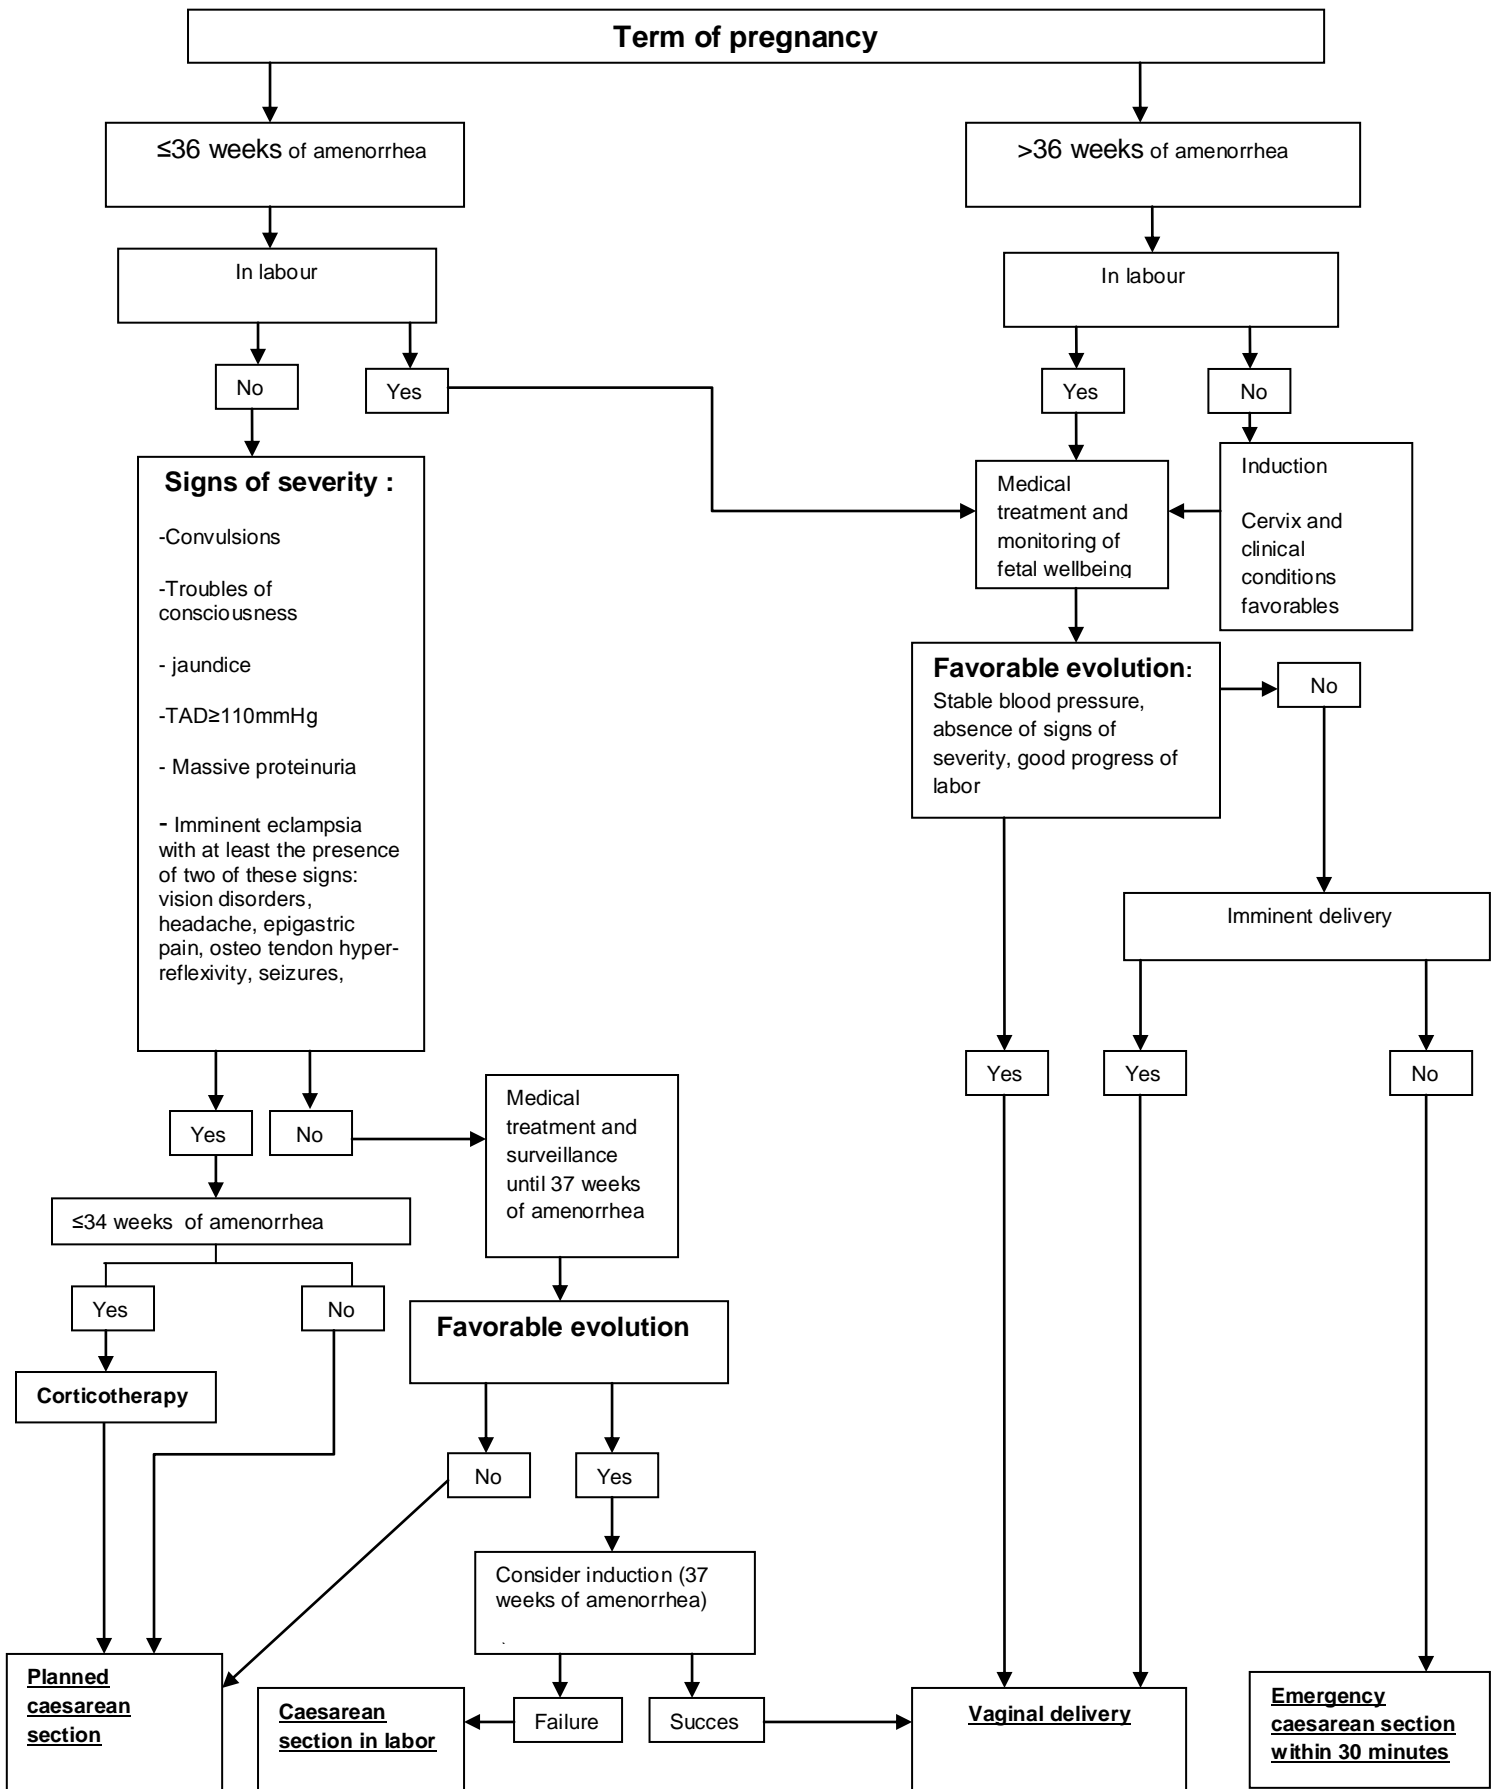 Term of pregnancy
≤36 weeks of amenorrhea
>36 weeks of amenorrhea
In labour
In labour
No
Yes
Yes
No
Signs of severity :
-Convulsions
-Troubles of
consciousness
- jaundice
-TAD≥110mmHg
- Massive proteinuria
- Imminent eclampsia
with at least the presence
of two of these signs:
vision disorders,
headache, epigastric
pain, osteo tendon hyper-
reflexivity, seizures,
Medical
treatment and
monitoring of
fetal wellbeing
Induction
Cervix and
clinical
conditions
favorables
Favorable evolution:
Stable blood pressure,
absence of signs of
severity, good progress of
labor
No
Imminent delivery
Yes
Yes
No
Yes
No
Medical
treatment and
surveillance
until 37 weeks
of amenorrhea
≤34 weeks of amenorrhea
Yes
No
Favorable evolution
Corticotherapy
No
Yes
Consider induction (37
weeks of amenorrhea)
.
Planned
caesarean
section
Caesarean
section in labor
Failure
Succes
Vaginal delivery
Emergency
caesarean section
within 30 minutes